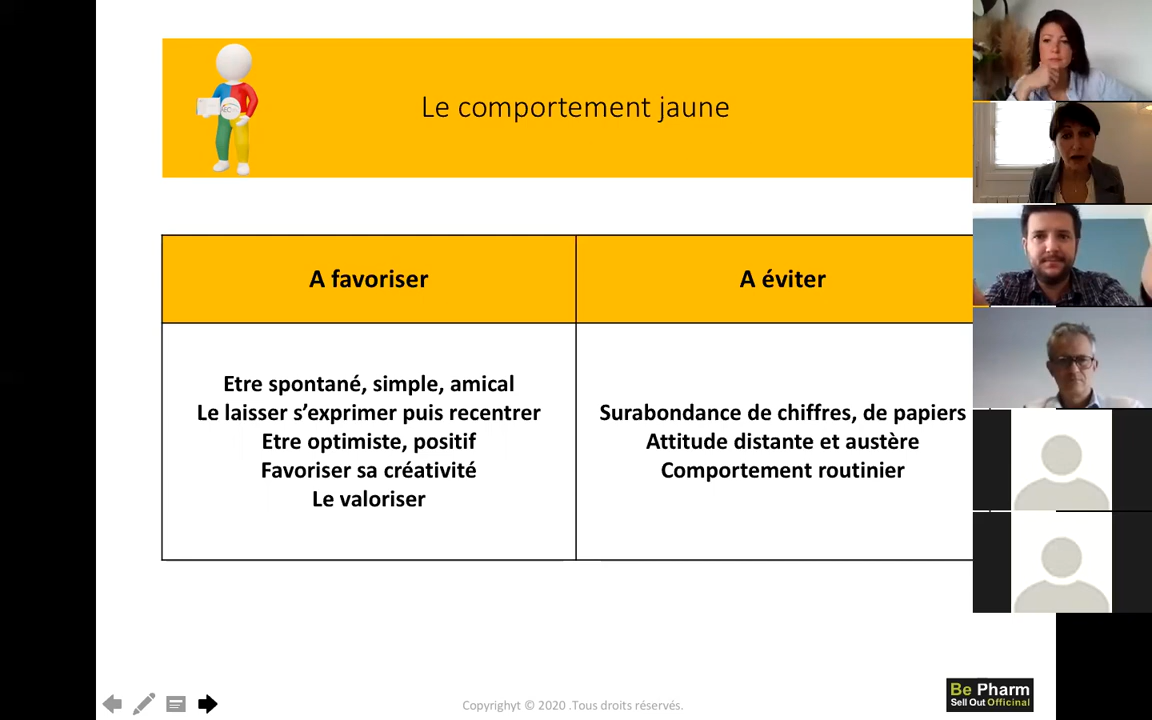 Le comportement jaune
A favoriser
A éviter
Etre spontané, simple, amical
Le laisser s’exprimer puis recentrer
Etre optimiste, positif
Favoriser sa créativité
Le valoriser
Surabondance de chiffres, de papiers
Attitude distante et austère
Comportement routinier
Copyrighyt © 2020 .Tous droits réservés.
Be Pharm
Sell Out Officinal